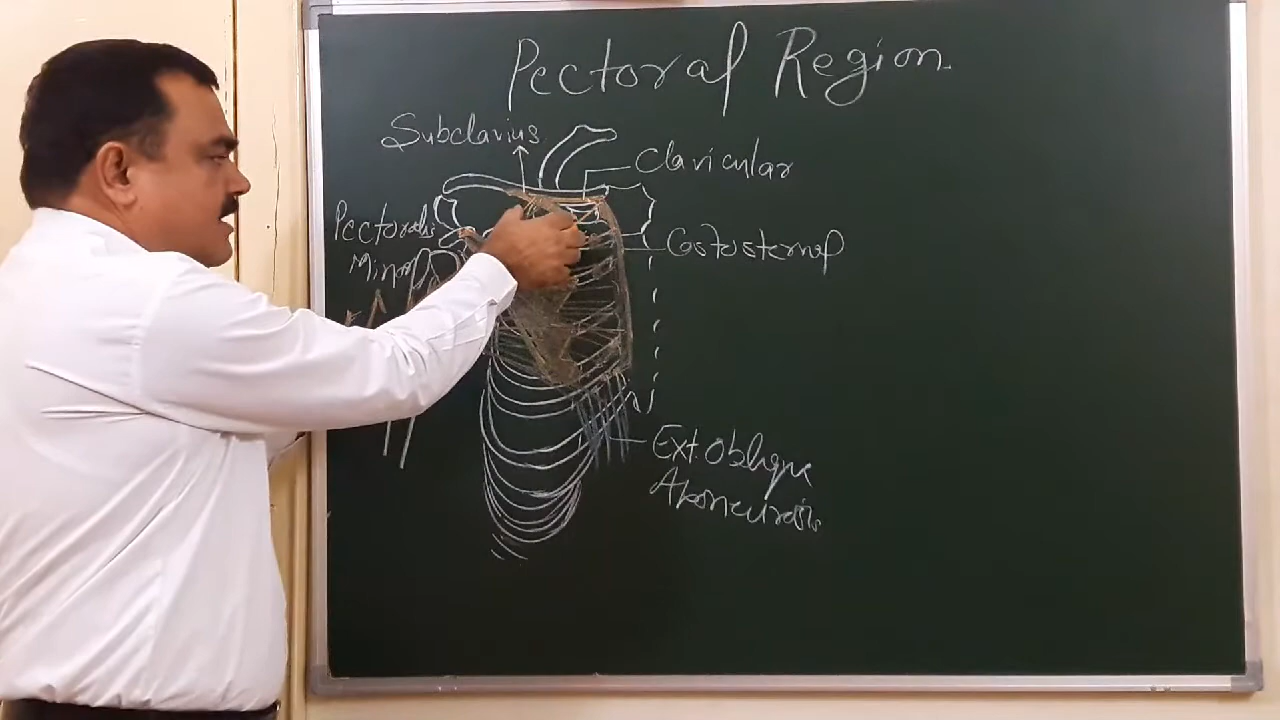 Pectoral Region
Subclavius
Clavicular
Pectoralis
Minor
Costosternal
Ext. Oblique
Aponeurosis